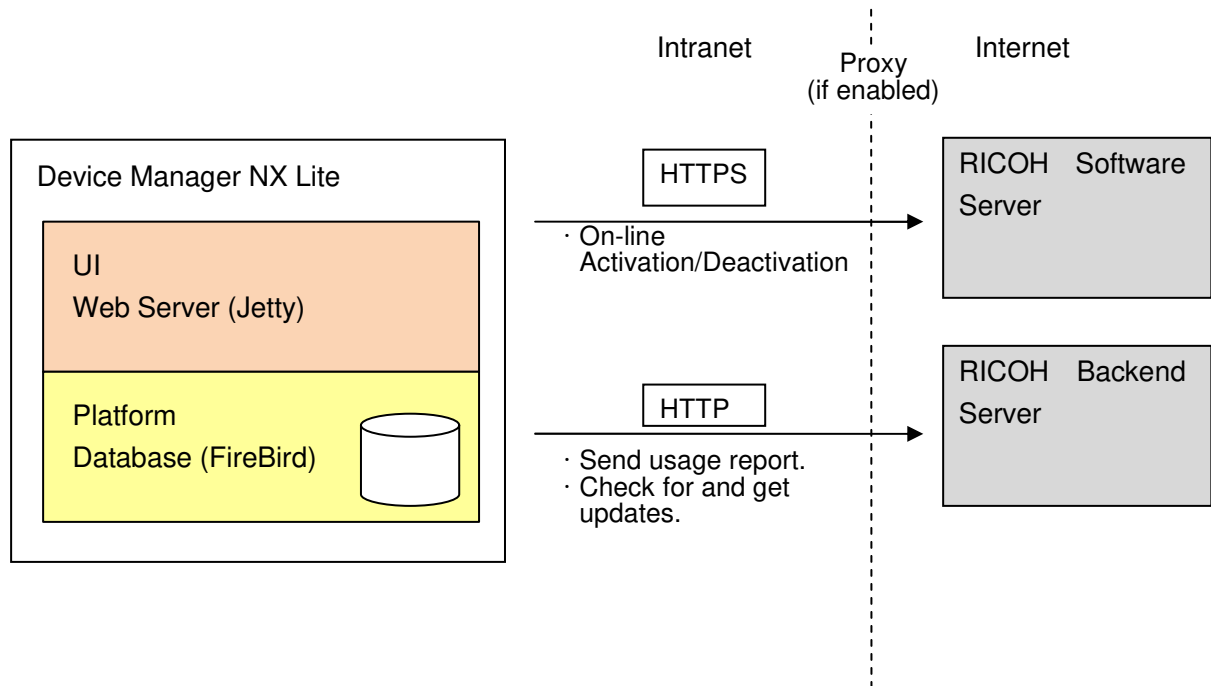 Intranet
Internet
Proxy
(if enabled)
Device Manager NX Lite
UI
Web Server (Jetty)
Platform
Database (FireBird)
HTTPS
· On-line
Activation/Deactivation
HTTP
· Send usage report.
· Check for and get
updates.
RICOH Software
Server
RICOH Backend
Server